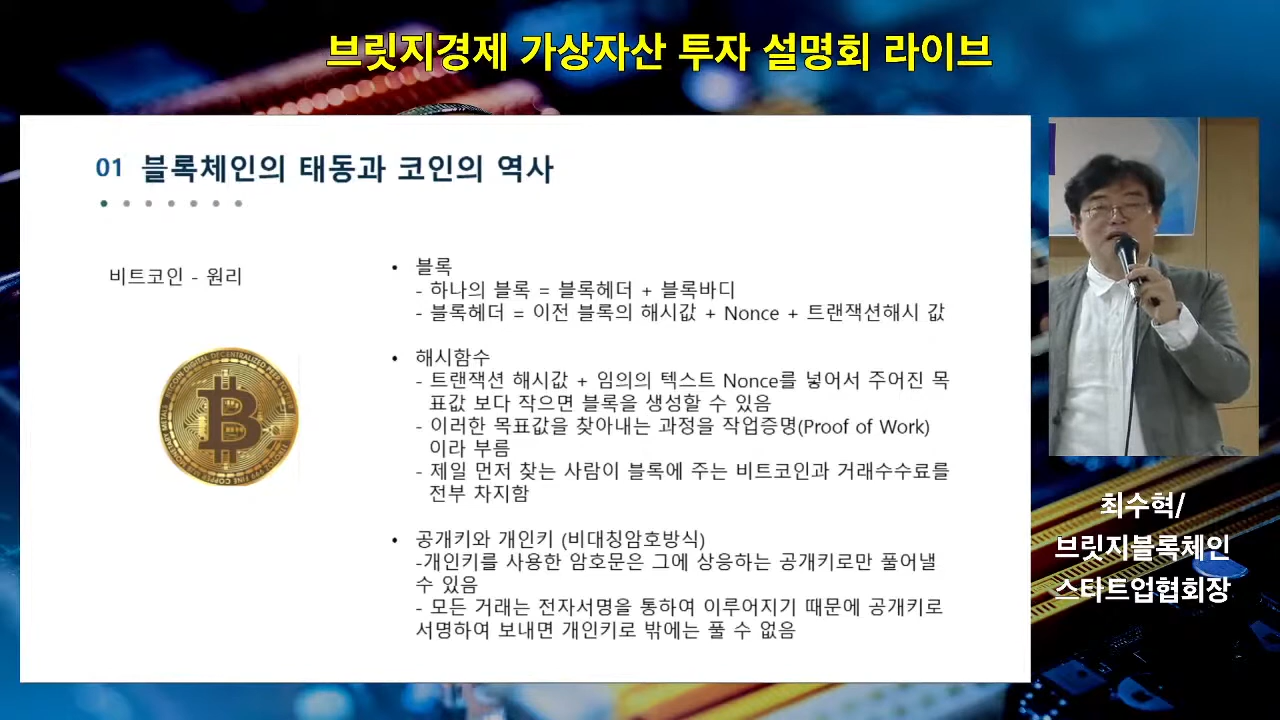 브릿지경제 가상자산 투자 설명회 라이브
01 블록체인의 태동과 코인의 역사
비트코인 - 원리
• 블록
- 하나의 블록 = 블록헤더 + 블록바디
- 블록헤더 = 이전 블록의 해시값 + Nonce + 트랜잭션해시 값
• 해시함수
- 트랜잭션 해시값 + 임의의 텍스트 Nonce를 넣어서 주어진 목
표값 보다 작으면 블록을 생성할 수 있음
- 이러한 목표값을 찾아내는 과정을 작업증명(Proof of Work)
이라 부름
- 제일 먼저 찾는 사람이 블록에 주는 비트코인과 거래수수료를
전부 차지함
• 공개키와 개인키 (비대칭암호방식)
-개인키를 사용한 암호문은 그에 상응하는 공개키로만 풀어낼
수 있음
- 모든 거래는 전자서명을 통하여 이루어지기 때문에 공개키로
서명하여 보내면 개인키로 밖에는 풀 수 없음
최수혁/
브릿지블록체인
스타트업협회장